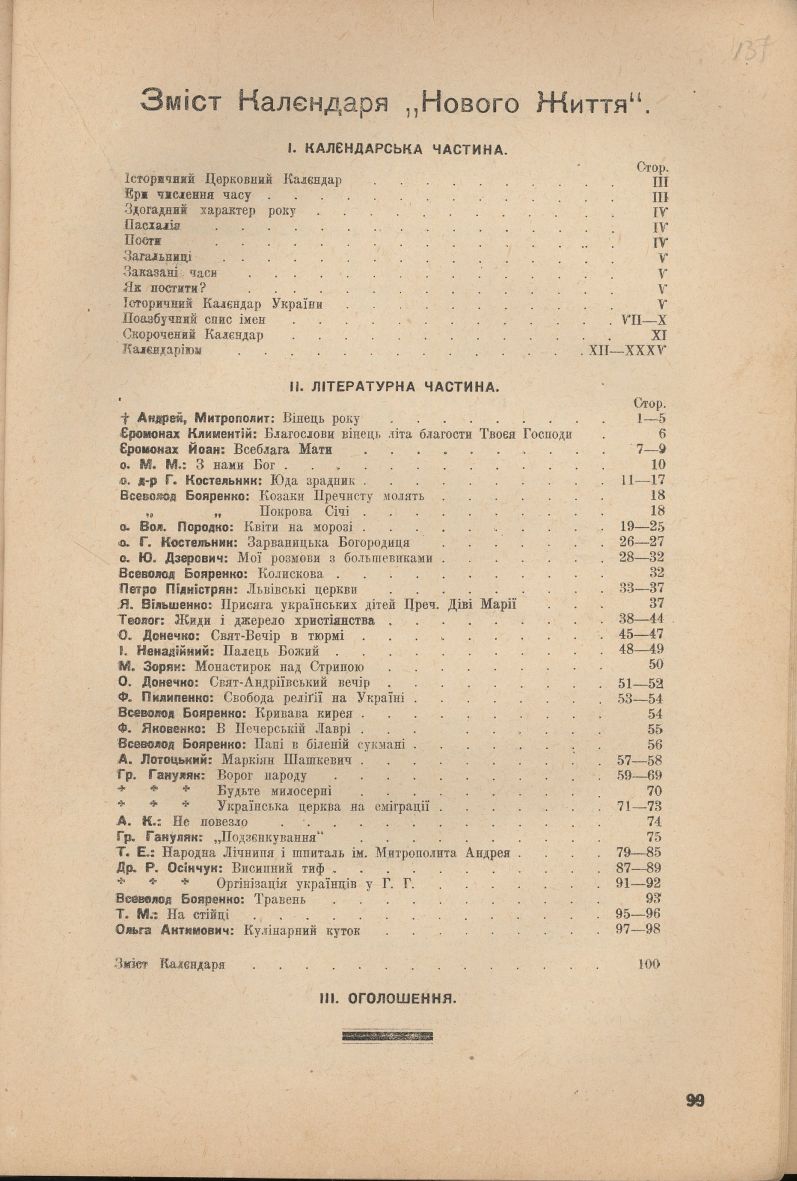 137
Зміст Калєндаря „Нового Життя“.
I. КАЛЄНДАРСЬКА ЧАСТИНА.
Стор.
Історичний Церковний Калєндар . . . . . . . . . III
Ери числення часу . . . . . . . . . III
Здогадний характер року . . . . . . . . . IV
Пасхалія . . . . . . . . . IV
Пости . . . . . . . . . IV
Загальниці . . . . . . . . . V
Заказані часи . . . . . . . . . V
Як постити? . . . . . . . . . V
Історичний Калєндар України . . . . . . . . . V
Поазбучний спис імен . . . . . . . . . VII—X
Скорочений Калєндар . . . . . . . . . XI
Калєндаріюм . . . . . . . . . XII—XXXV
II. ЛІТЕРАТУРНА ЧАСТИНА.
Стор.
† Андрей, Митрополит: Вінець року . . . . . . . 1—5
Єромонах Климентій: Благослови вінець літа благости Твоєя Господи . 6
Єромонах Йоан: Всеблага Мати . . . . . . . 7—9
о. М. М.: З нами Бог . . . . . . . 10
о. д-р Г. Костельник: Юда зрадник . . . . . . . 11—17
Всеволод Бояренко: Козаки Пречисту молять . . . . . . 18
„ „ Покрова Січі . . . . . . . 18
о. Вол. Породко: Квіти на морозі . . . . . . . 19—25
о. Г. Костельник: Зарваницька Богородиця . . . . . 26—27
о. Ю. Дзерович: Мої розмови з большевиками . . . . . 28—32
Всеволод Бояренко: Колискова . . . . . . . 32
Петро Підністрян: Львівські церкви . . . . . . . 33—37
Я. Вільшенко: Присяга українських дітей Преч. Діві Марії . . . 37
Теолог: Жиди і джерело християнства . . . . . . . 38—44
О. Донечко: Свят-Вечір в тюрмі . . . . . . . 45—47
І. Ненадійний: Палець Божий . . . . . . . 48—49
М. Зорян: Монастирок над Стриною . . . . . . . 50
О. Донечко: Свят-Андріївський вечір . . . . . . . 51—52
Ф. Пилипенко: Свобода релігії на Україні . . . . . . 53—54
Всеволод Бояренко: Кривава кирея . . . . . . . 54
Ф. Яковенко: В Печерській Лаврі . . . . . . . 55
Всеволод Бояренко: Пані в біленій сукмані . . . . . . 56
А. Лотоцький: Маркіян Шашкевич . . . . . . . 57—58
Гр. Гануляк: Ворог народу . . . . . . . 59—69
* * * Будьте милосерні . . . . . . . 70
* * * Українська церква на еміграції . . . . . 71—73
А. К.: Не повезло . . . . . . . 74
Гр. Гануляк: „Подзенкування“ . . . . . . . 75
Т. Е.: Народна Лічниця і шпиталь ім. Митрополита Андрея . . . 79—85
Др. Р. Осінчук: Висипний тиф . . . . . . . 87—89
* * * Оргінізація українців у Г. Г. . . . . . 91—92
Всеволод Бояренко: Травень . . . . . . . 93
Т. М.: На стійці . . . . . . . 95—96
Ольга Антимович: Кулінарний куток . . . . . . . 97—98
Зміст Калєндаря . . . . . . . . . 100
III. ОГОЛОШЕННЯ.
99